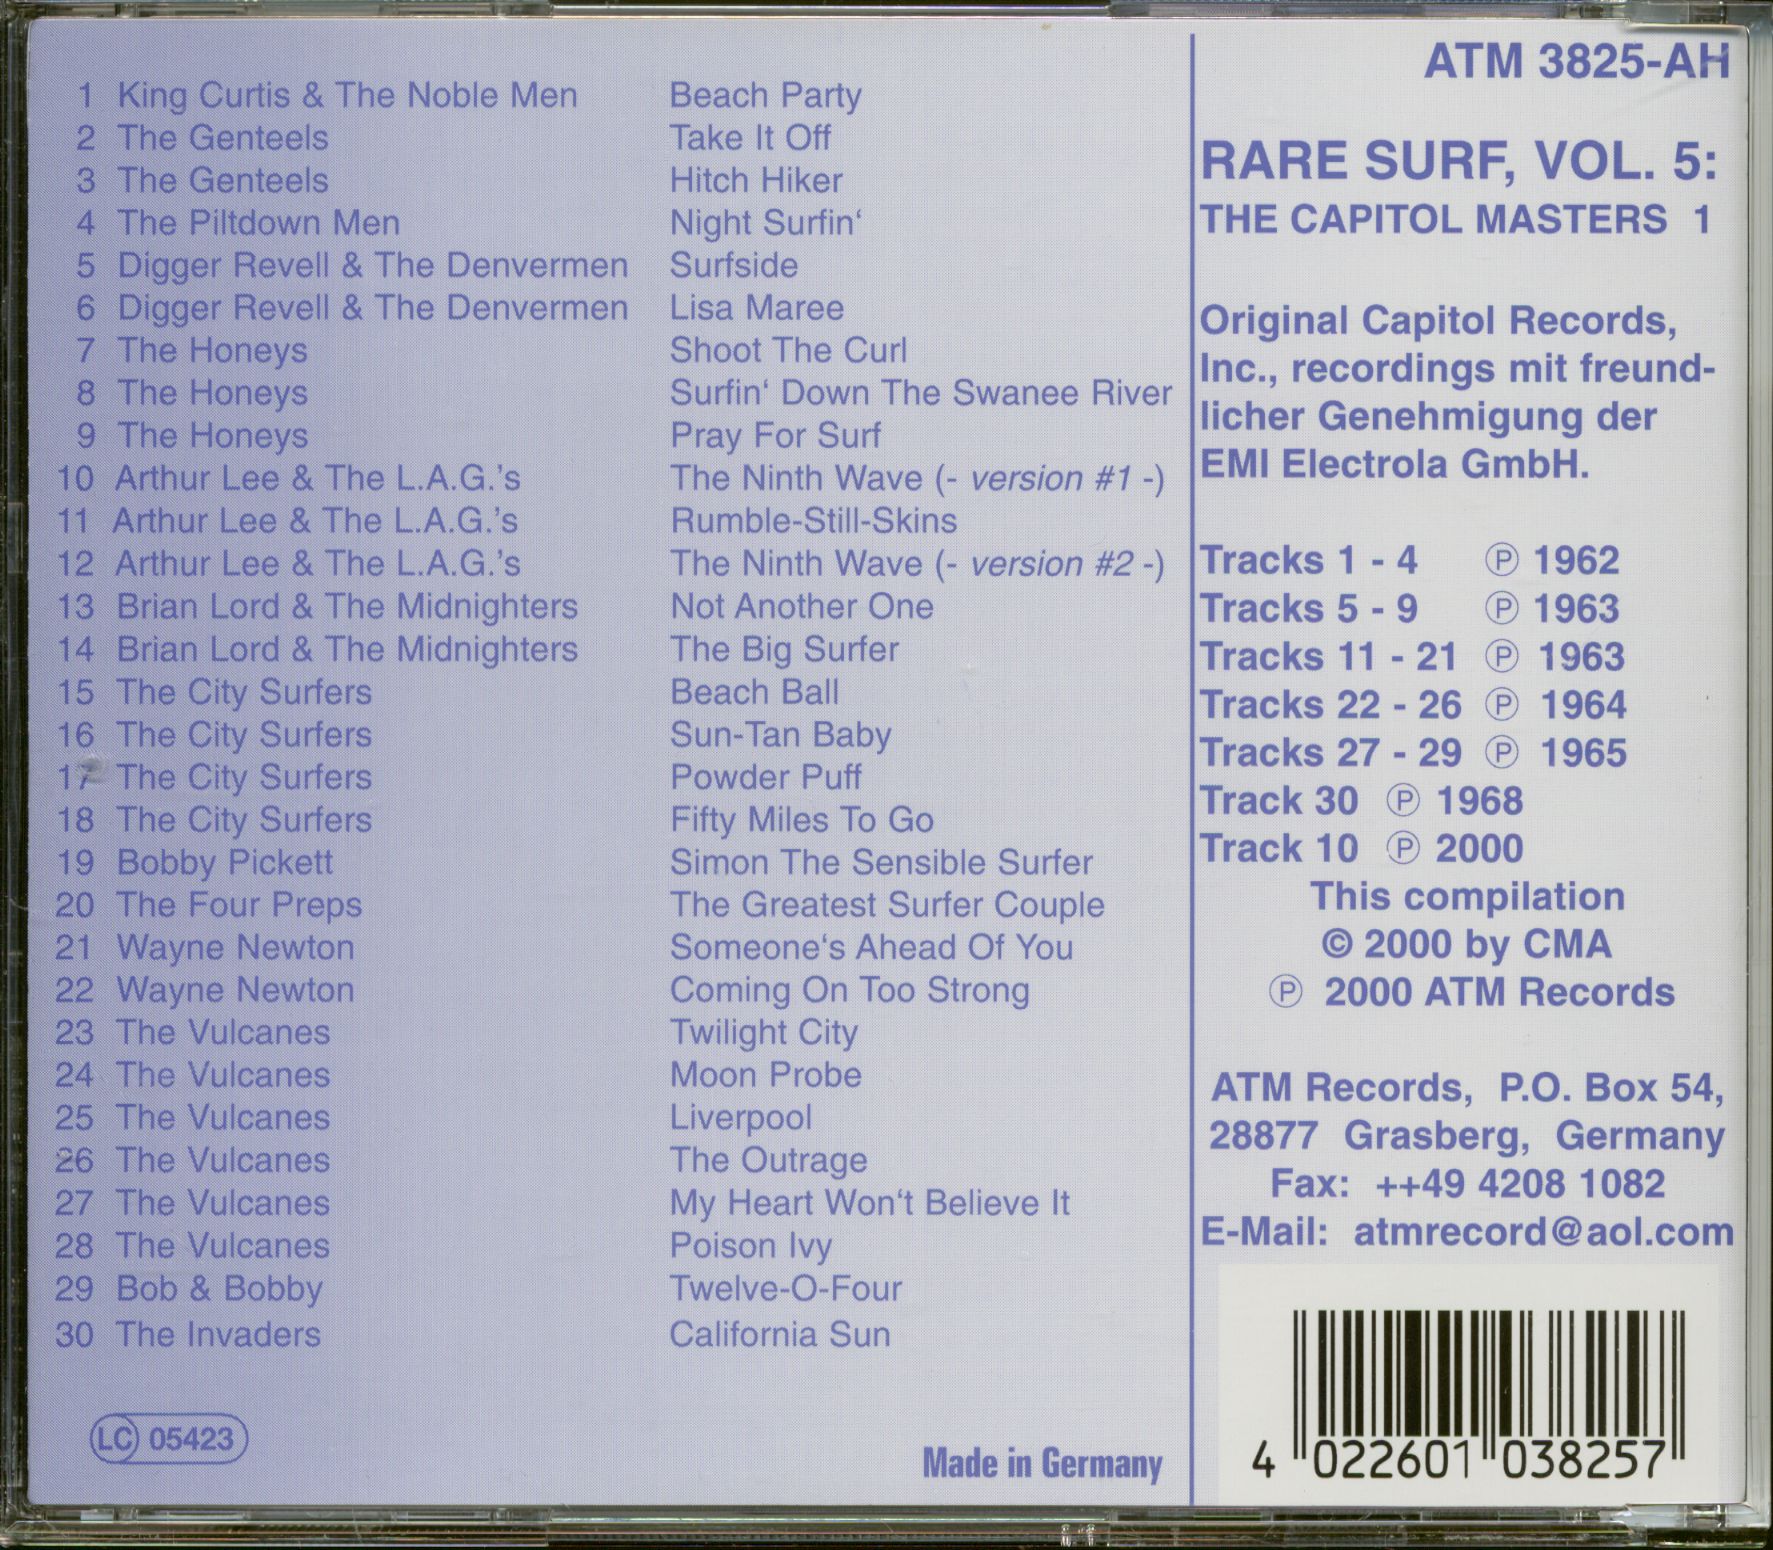 1 King Curtis & The Noble Men Beach Party
2 The Genteels Take It Off
3 The Genteels Hitch Hiker
4 The Piltdown Men Night Surfin‘
5 Digger Revell & The Denvermen Surfside
6 Digger Revell & The Denvermen Lisa Maree
7 The Honeys Shoot The Curl
8 The Honeys Surfin‘ Down The Swanee River
9 The Honeys Pray For Surf
10 Arthur Lee & The L.A.G.’s The Ninth Wave (- version #1 -)
11 Arthur Lee & The L.A.G.’s Rumble-Still-Skins
12 Arthur Lee & The L.A.G.’s The Ninth Wave (- version #2 -)
13 Brian Lord & The Midnighters Not Another One
14 Brian Lord & The Midnighters The Big Surfer
15 The City Surfers Beach Ball
16 The City Surfers Sun-Tan Baby
17 The City Surfers Powder Puff
18 The City Surfers Fifty Miles To Go
19 Bobby Pickett Simon The Sensible Surfer
20 The Four Preps The Greatest Surfer Couple
21 Wayne Newton Someone‘s Ahead Of You
22 Wayne Newton Coming On Too Strong
23 The Vulcanes Twilight City
24 The Vulcanes Moon Probe
25 The Vulcanes Liverpool
26 The Vulcanes The Outrage
27 The Vulcanes My Heart Won‘t Believe It
28 The Vulcanes Poison Ivy
29 Bob & Bobby Twelve-O-Four
30 The Invaders California Sun
LC 05423
Made in Germany
ATM 3825-AH
RARE SURF, VOL. 5:
THE CAPITOL MASTERS 1
Original Capitol Records,
Inc., recordings mit freund-
licher Genehmigung der
EMI Electrola GmbH.
Tracks 1 - 4 ℗ 1962
Tracks 5 - 9 ℗ 1963
Tracks 11 - 21 ℗ 1963
Tracks 22 - 26 ℗ 1964
Tracks 27 - 29 ℗ 1965
Track 30 ℗ 1968
Track 10 ℗ 2000
This compilation
© 2000 by CMA
℗ 2000 ATM Records
ATM Records, P.O. Box 54,
28877 Grasberg, Germany
Fax: ++49 4208 1082
E-Mail: atmrecord@aol.com
4 022601 038257